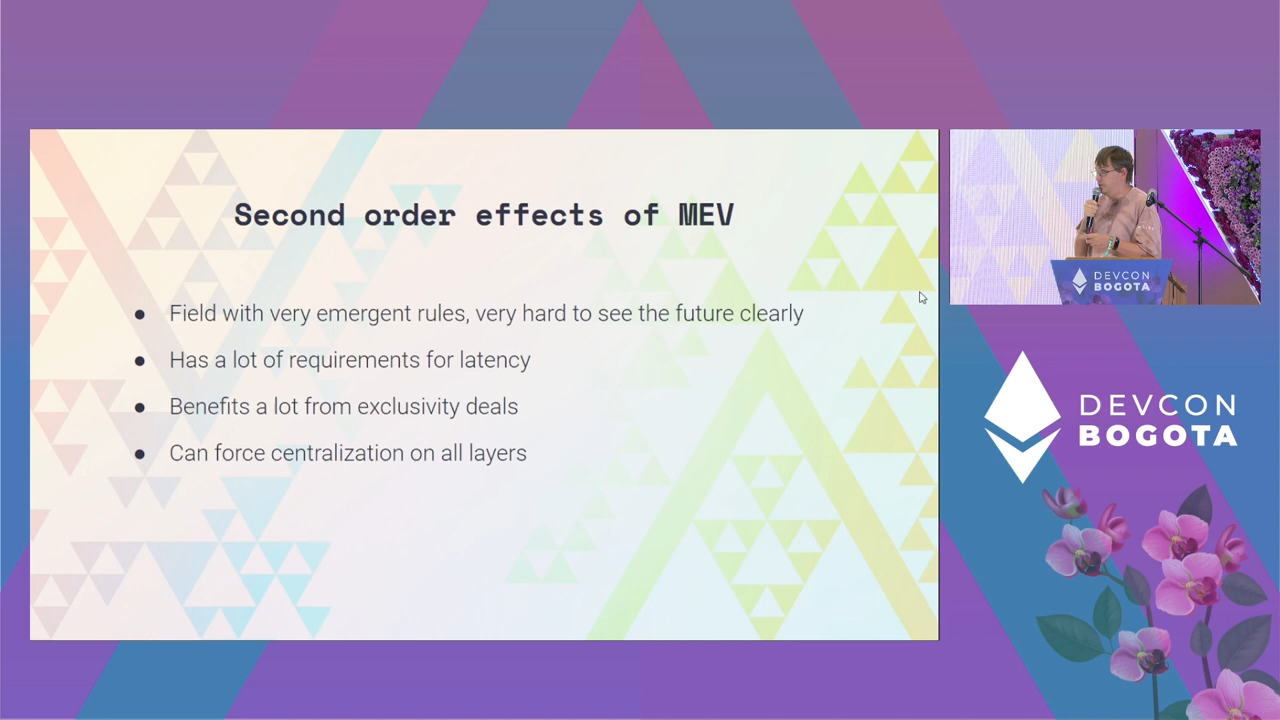 Second order effects of MEV
● Field with very emergent rules, very hard to see the future clearly
● Has a lot of requirements for latency
● Benefits a lot from exclusivity deals
● Can force centralization on all layers
DEVCON
BOGOTA
DEVCON
BOGOTA